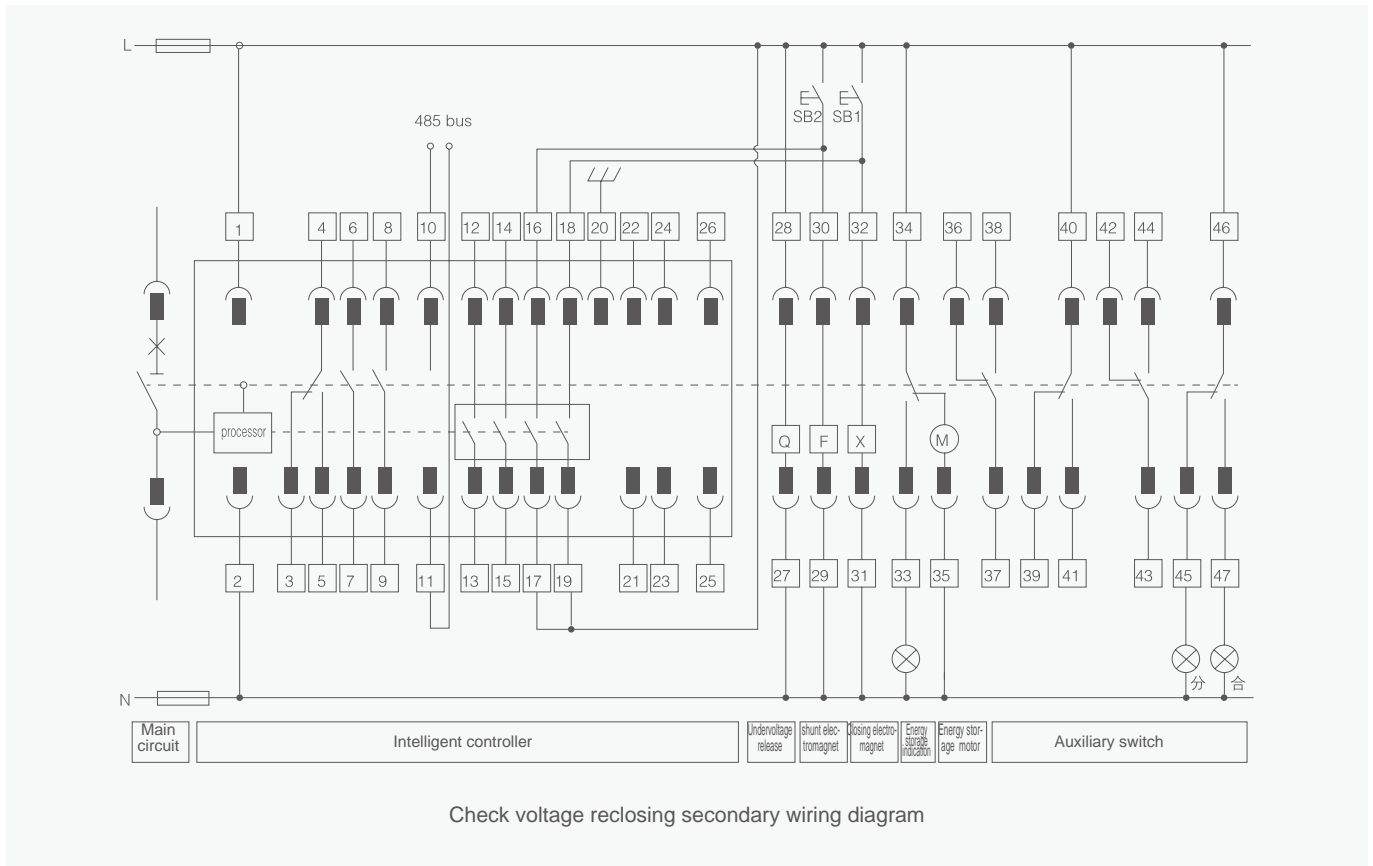 L
485 bus
SB2 SB1
1 4 6 8 10 12 14 16 18 20 22 24 26 28 30 32 34 36 38 40 42 44 46
processor
Q F X M
2 3 5 7 9 11 13 15 17 19 21 23 25 27 29 31 33 35 37 39 41 43 45 47
分 合
N
Main
circuit
Intelligent controller
Undervoltage
release
shunt elec-
tromagnet
Closing electro-
magnet
Energy
storage
indication
Energy stor-
age motor
Auxiliary switch
Check voltage reclosing secondary wiring diagram